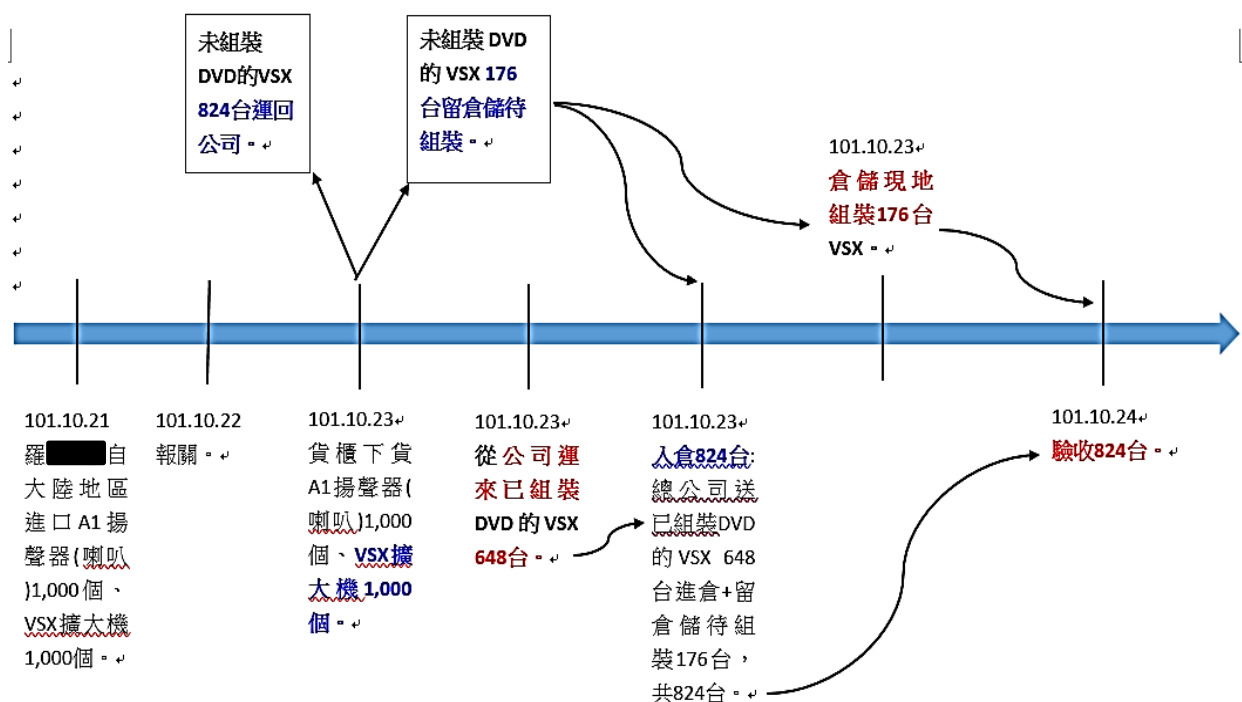 未組裝
DVD的VSX
824台運回
公司。
未組裝 DVD
的 VSX 176
台留倉儲待
組裝。
101.10.23
倉儲現地
組裝176台
VSX。
101.10.21
羅自
大陸地區
進口A1揚
聲器(喇叭
)1,000個、
VSX擴大機
1,000個。
101.10.22
報關。
101.10.23
貨櫃下貨
A1揚聲器(
喇叭)1,000
個、VSX擴
大機1,000
個。
101.10.23
從公司運
來已組裝
DVD 的 VSX
648台。
101.10.23
入倉824台:
總公司送
已組裝DVD
的 VSX 648
台進倉+留
倉儲待組
裝176台,
共824台。
101.10.24
驗收824台。